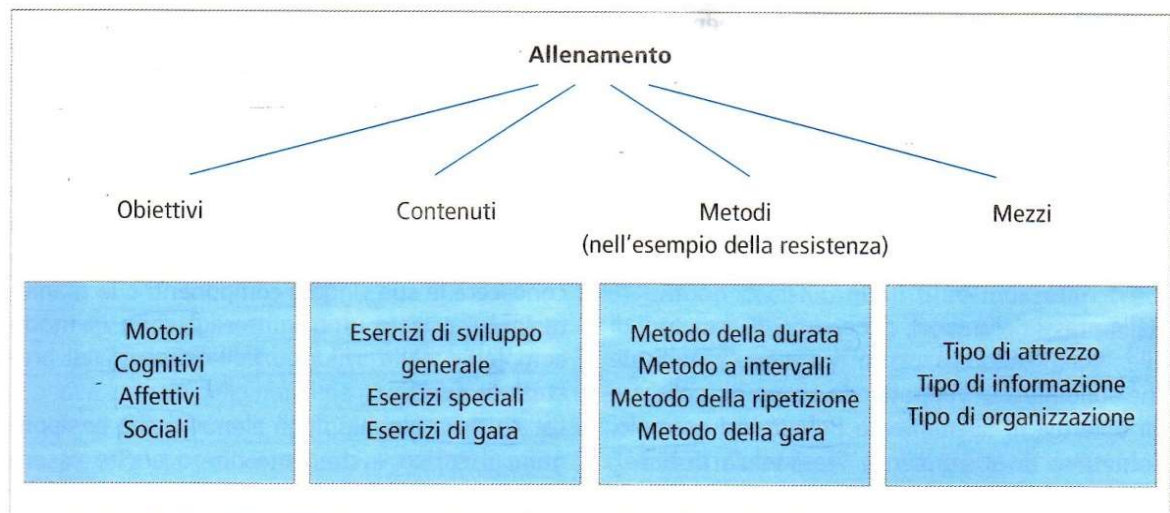 Allenamento
Obiettivi
Contenuti
Metodi
(nell'esempio della resistenza)
Mezzi
Motori
Cognitivi
Affettivi
Sociali
Esercizi di sviluppo
generale
Esercizi speciali
Esercizi di gara
Metodo della durata
Metodo a intervalli
Metodo della ripetizione
Metodo della gara
Tipo di attrezzo
Tipo di informazione
Tipo di organizzazione